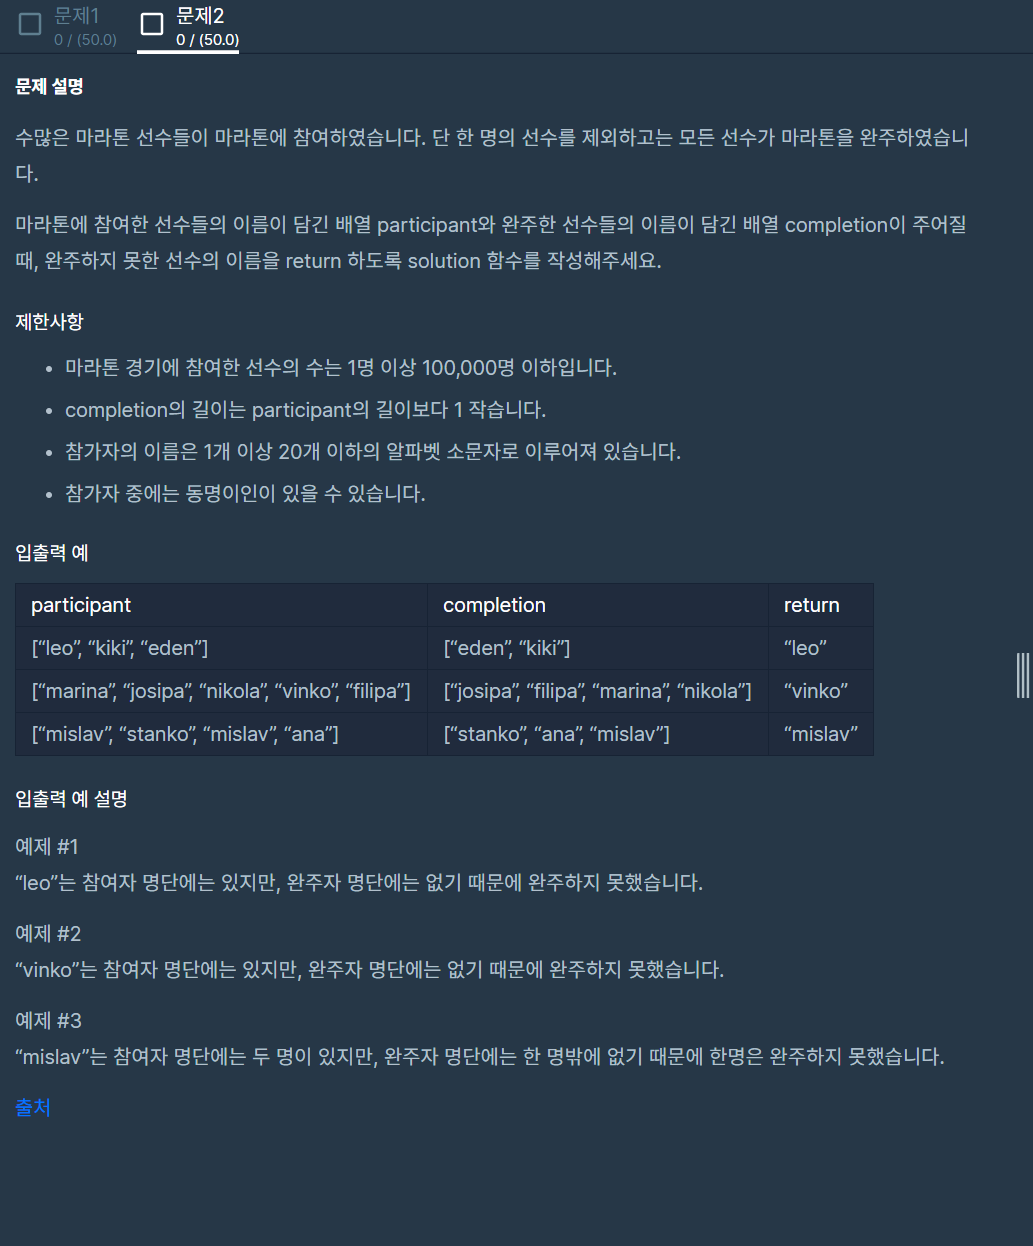 문제1
0 / (50.0)
문제2
0 / (50.0)
문제 설명
수많은 마라톤 선수들이 마라톤에 참여하였습니다. 단 한 명의 선수를 제외하고는 모든 선수가 마라톤을 완주하였습니
다.
마라톤에 참여한 선수들의 이름이 담긴 배열 participant와 완주한 선수들의 이름이 담긴 배열 completion이 주어질
때, 완주하지 못한 선수의 이름을 return 하도록 solution 함수를 작성해주세요.
제한사항
• 마라톤 경기에 참여한 선수의 수는 1명 이상 100,000명 이하입니다.
• completion의 길이는 participant의 길이보다 1 작습니다.
• 참가자의 이름은 1개 이상 20개 이하의 알파벳 소문자로 이루어져 있습니다.
• 참가자 중에는 동명이인이 있을 수 있습니다.
입출력 예
participant completion return
[“leo”, “kiki”, “eden”] [“eden”, “kiki”] “leo”
[“marina”, “josipa”, “nikola”, “vinko”, “filipa”] [“josipa”, “filipa”, “marina”, “nikola”] “vinko”
[“mislav”, “stanko”, “mislav”, “ana”] [“stanko”, “ana”, “mislav”] “mislav”
입출력 예 설명
예제 #1
“leo”는 참여자 명단에는 있지만, 완주자 명단에는 없기 때문에 완주하지 못했습니다.
예제 #2
“vinko”는 참여자 명단에는 있지만, 완주자 명단에는 없기 때문에 완주하지 못했습니다.
예제 #3
“mislav”는 참여자 명단에는 두 명이 있지만, 완주자 명단에는 한 명밖에 없기 때문에 한명은 완주하지 못했습니다.
출처